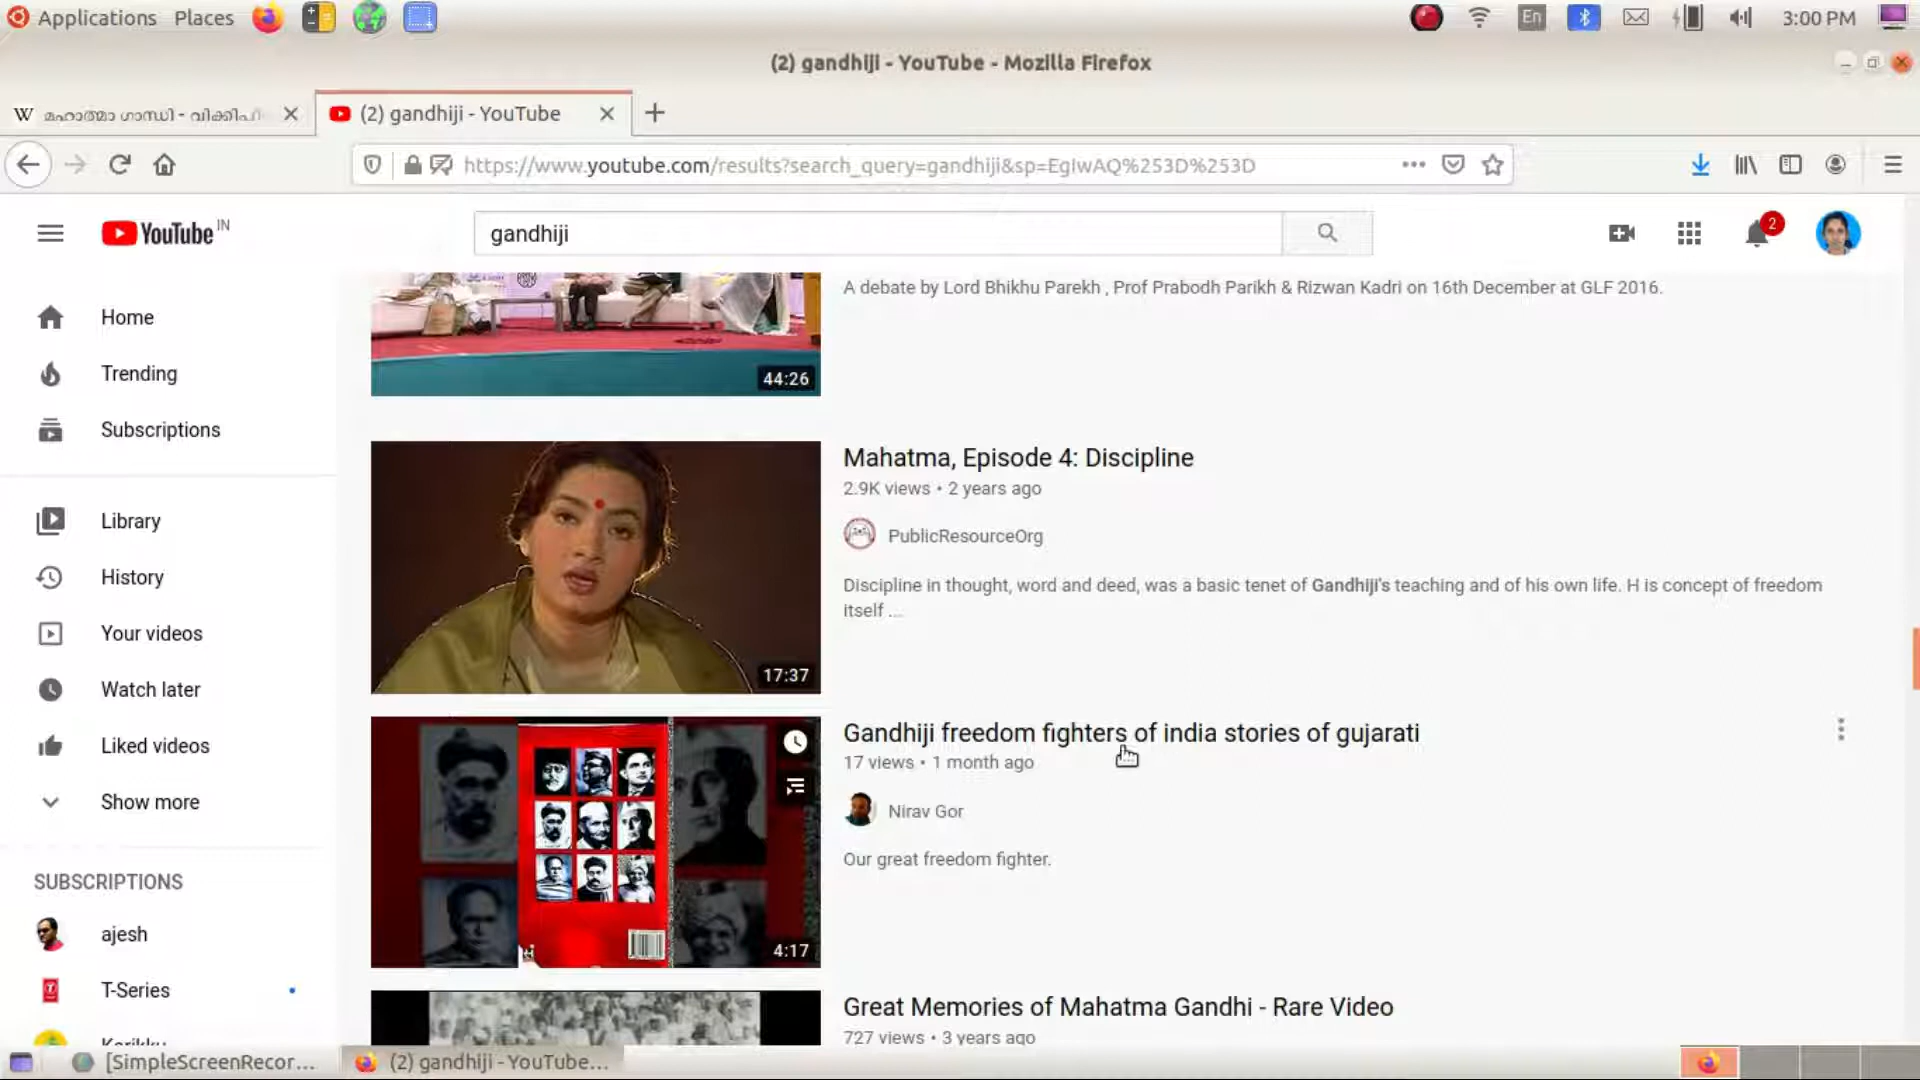 Applications Places En 3:00 PM
(2) gandhiji - YouTube - Mozilla Firefox
W മഹാത്മാ ഗാന്ധി - വിക്കിപീ (2) gandhiji - YouTube
https://www.youtube.com/results?search_query=gandhiji&sp=EgIwAQ%253D%253D
YouTube IN gandhiji 2
A debate by Lord Bhikhu Parekh , Prof Prabodh Parikh & Rizwan Kadri on 16th December at GLF 2016.
44:26
Home
Trending
Subscriptions
Library
History
Your videos
Watch later
Liked videos
Show more
SUBSCRIPTIONS
ajesh
T-Series
Mahatma, Episode 4: Discipline
2.9K views • 2 years ago
PublicResourceOrg
Discipline in thought, word and deed, was a basic tenet of Gandhiji's teaching and of his own life. H is concept of freedom
itself ...
17:37
Gandhiji freedom fighters of india stories of gujarati
17 views • 1 month ago
Nirav Gor
Our great freedom fighter.
4:17
Great Memories of Mahatma Gandhi - Rare Video
727 views • 3 years ago
[SimpleScreenRecor... (2) gandhiji - YouTube...